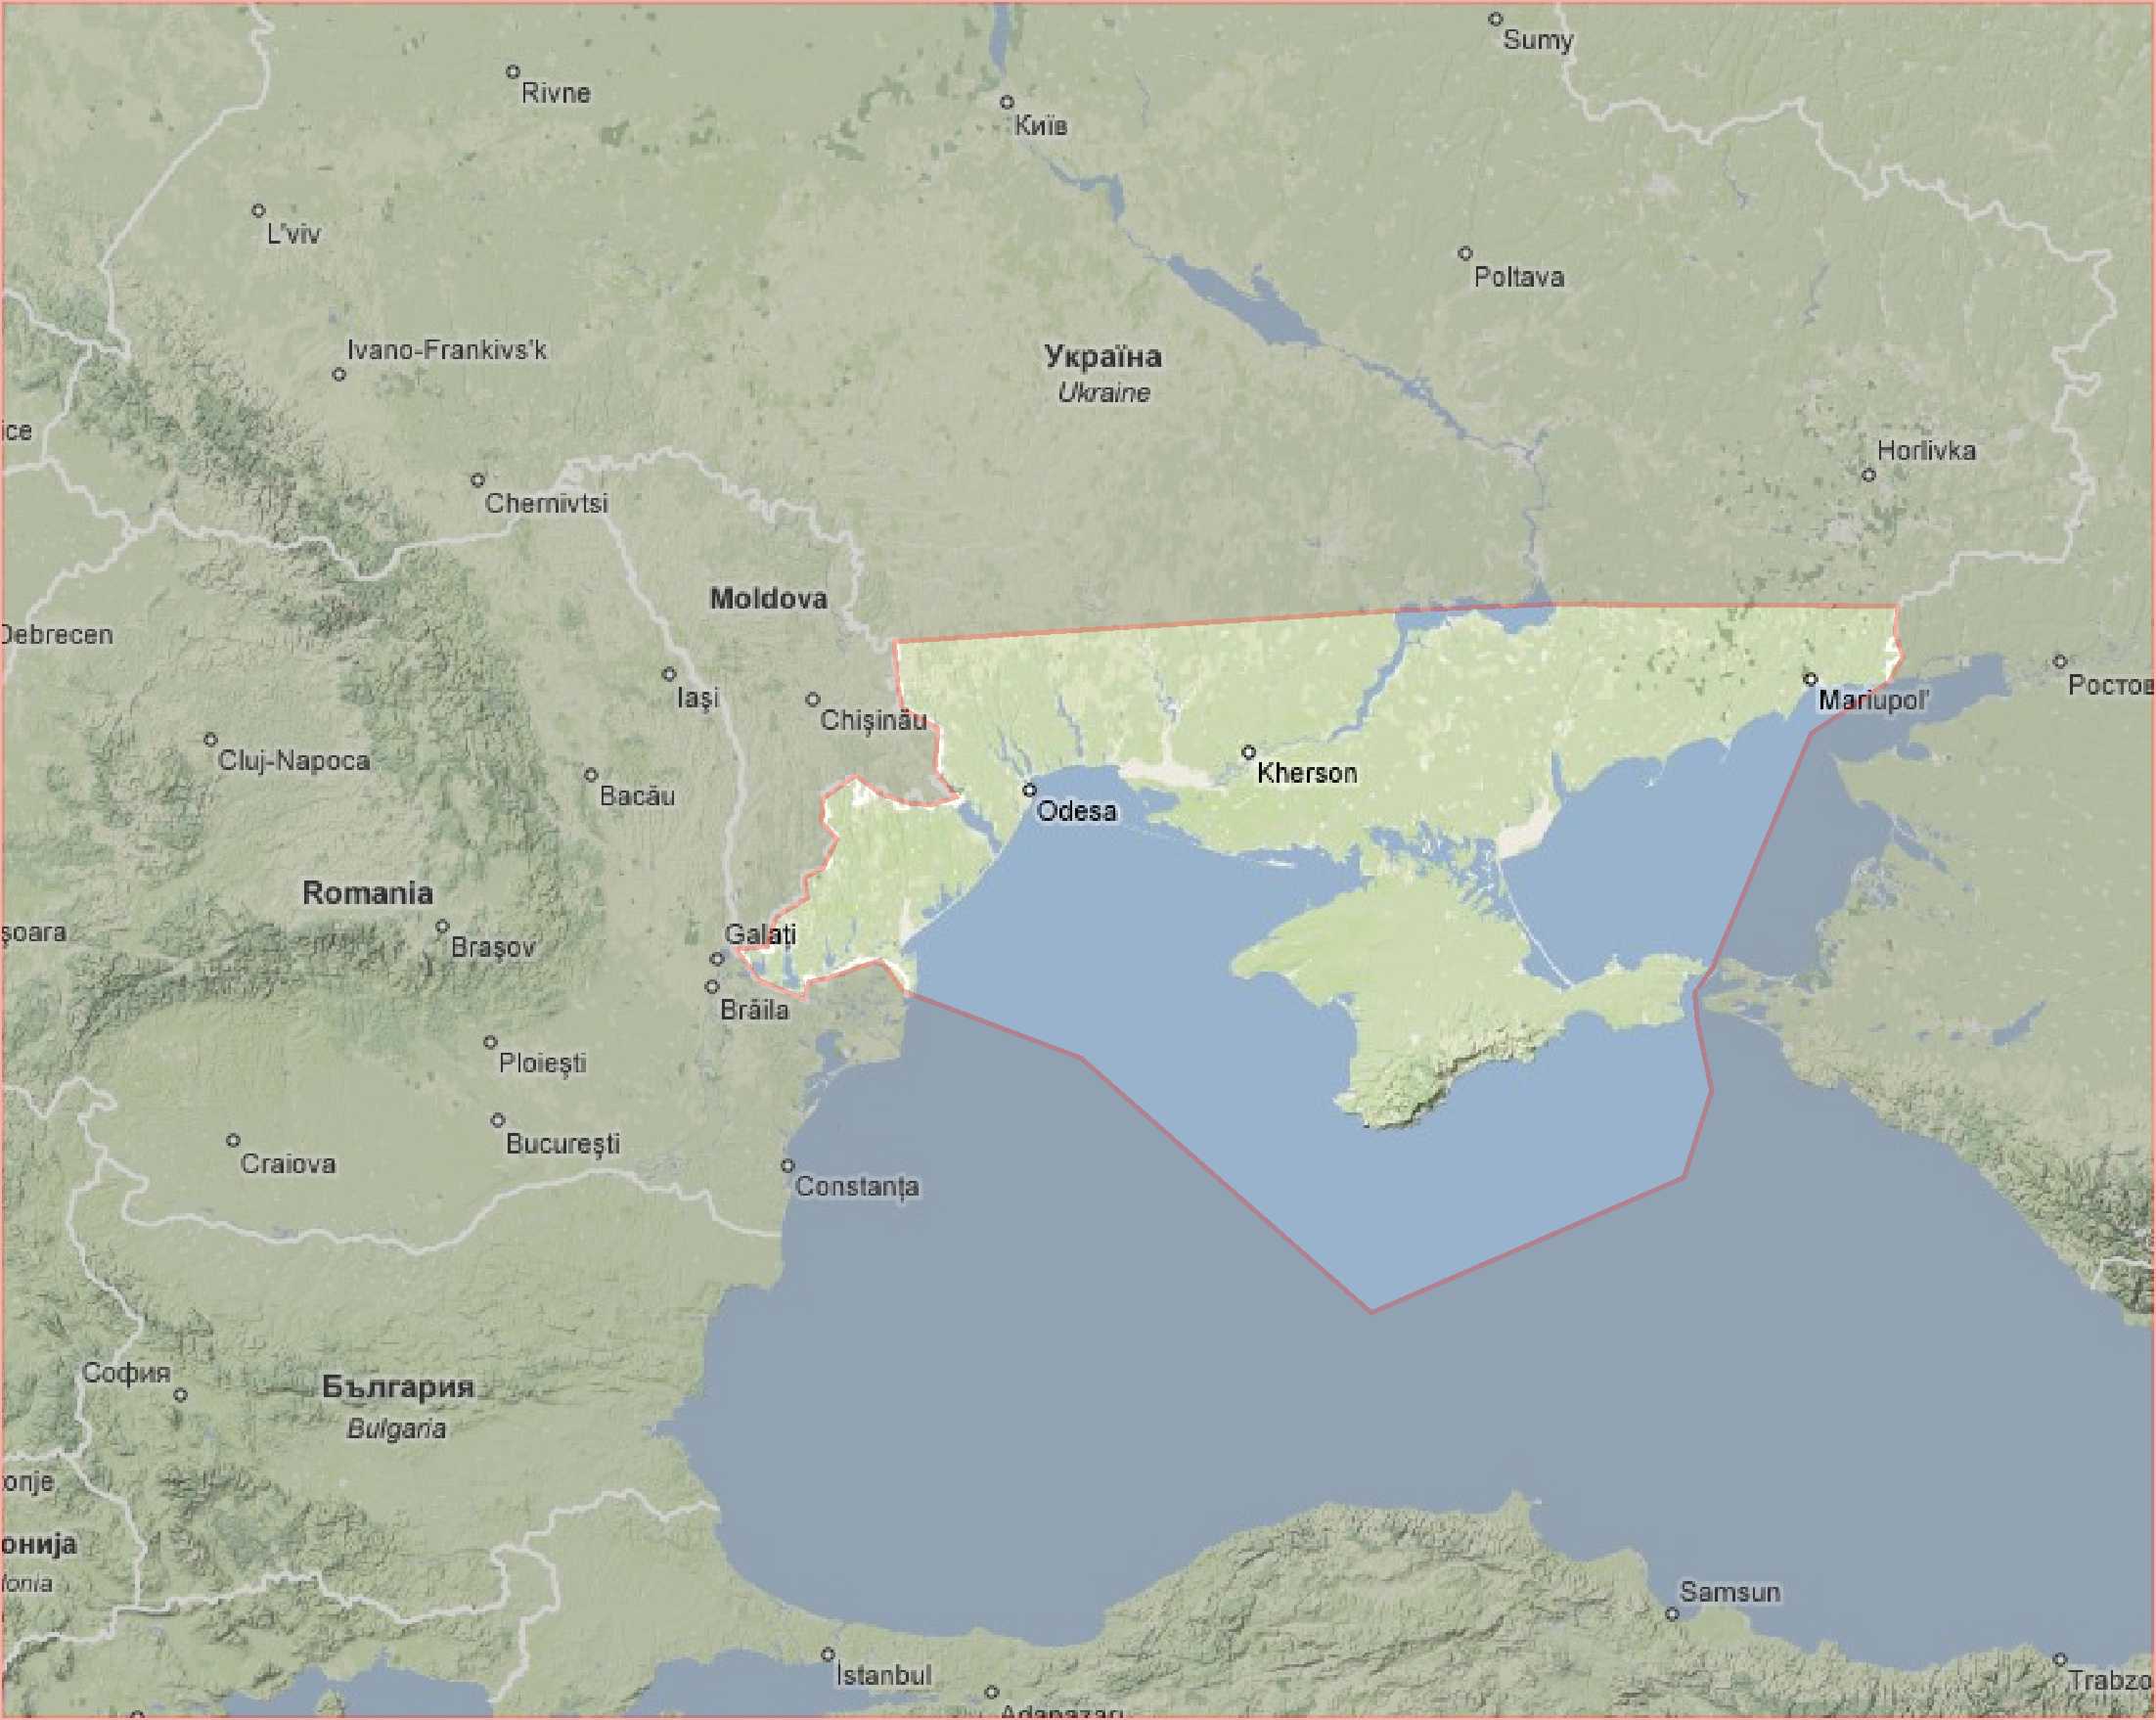 Sumy
Rivne
Київ
L'viv
Poltava
Ivano-Frankivs'k
Україна
Ukraine
ice
Horlivka
Chernivtsi
Moldova
Debrecen
Iași
Mariupol'
Ростов
Chișinău
Cluj-Napoca
Kherson
Bacău
Odesa
Romania
șoara
Galați
Brașov
Brăila
Ploiești
București
Craiova
Constanța
София
България
Bulgaria
onje
онија
donia
Samsun
İstanbul
Trabzo
Adapazarı